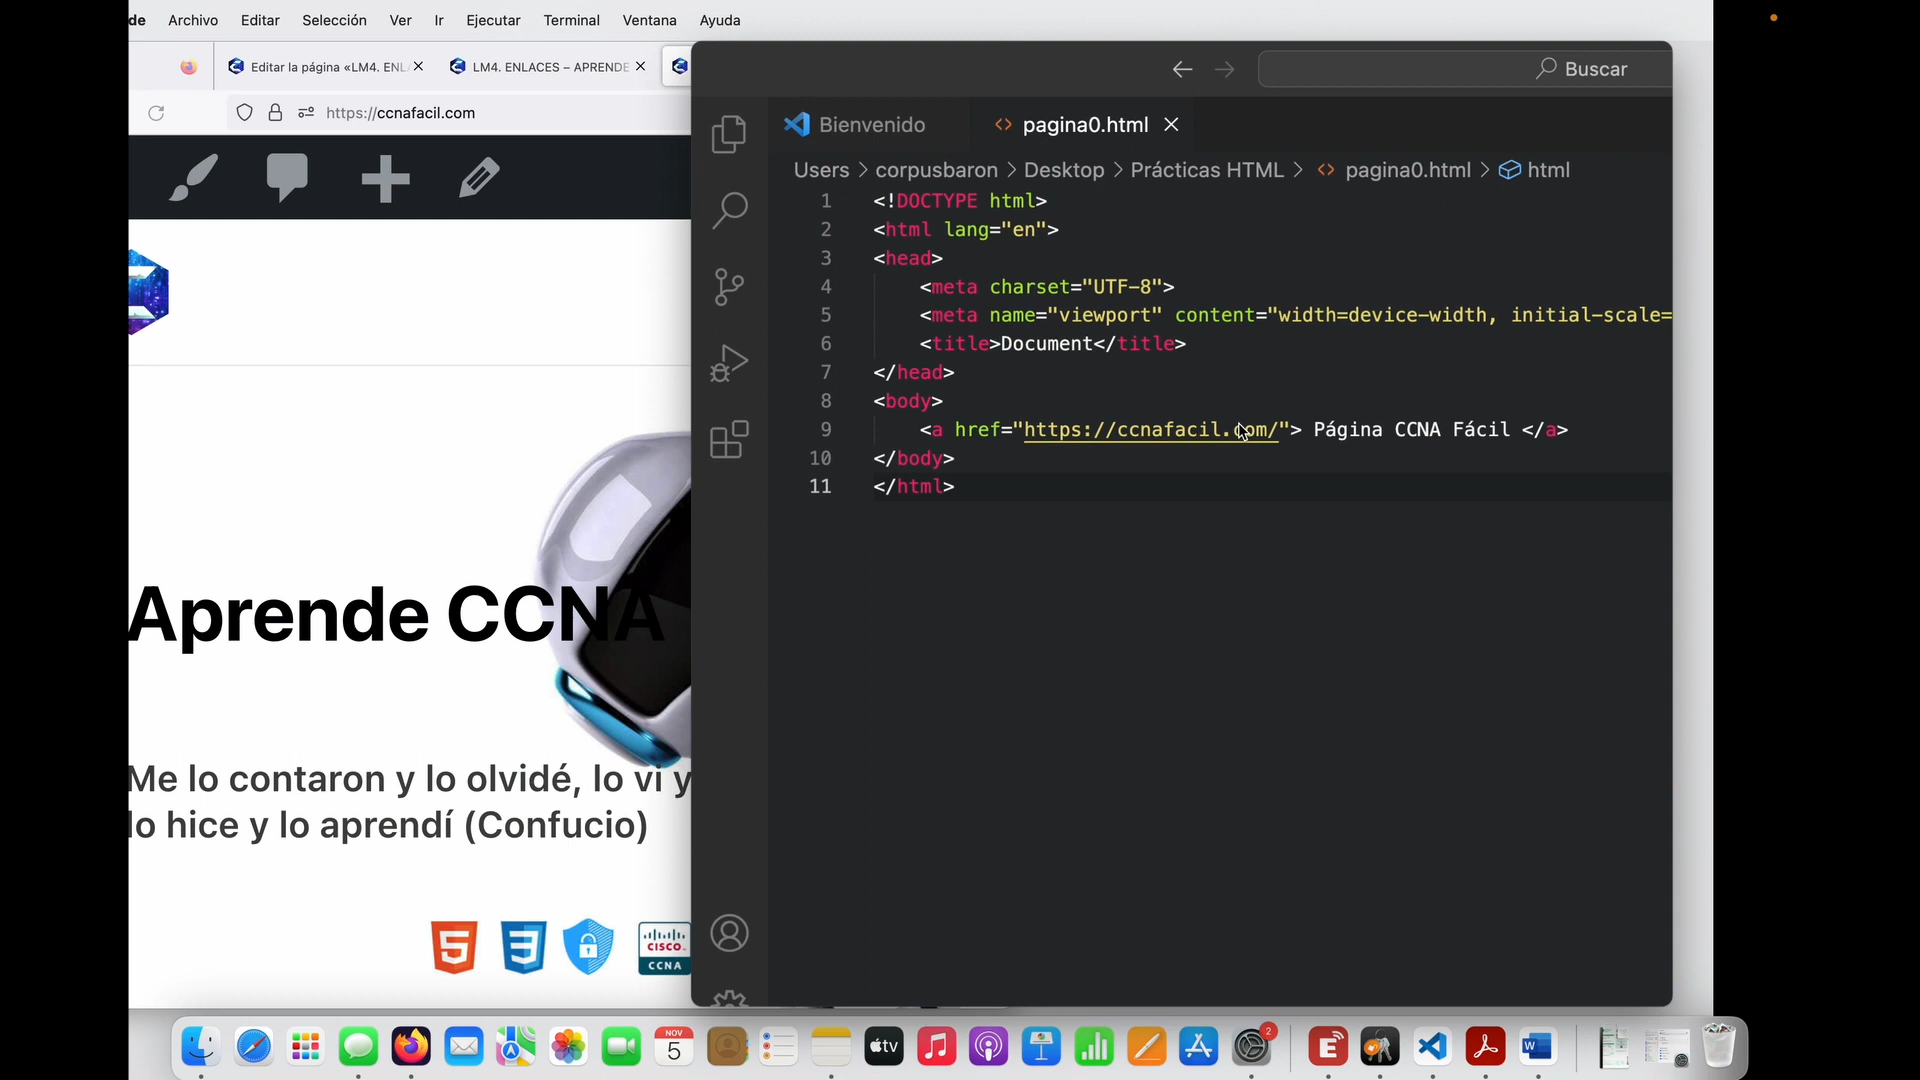 de Archivo Editar Selección Ver Ir Ejecutar Terminal Ventana Ayuda
Editar la página «LM4. ENL
LM4. ENLACES – APRENDE
https://ccnafacil.com
Aprende CCNA
Me lo contaron y lo olvidé, lo vi y
lo hice y lo aprendí (Confucio)
CISCO
CCNA
Buscar
Bienvenido
<> pagina0.html
Users > corpusbaron > Desktop > Prácticas HTML > <> pagina0.html > html
1 <!DOCTYPE html>
2 <html lang="en">
3 <head>
4 <meta charset="UTF-8">
5 <meta name="viewport" content="width=device-width, initial-scale=
6 <title>Document</title>
7 </head>
8 <body>
9 <a href="https://ccnafacil.com/"> Página CCNA Fácil </a>
10 </body>
11 </html>
NOV
5
tv
2